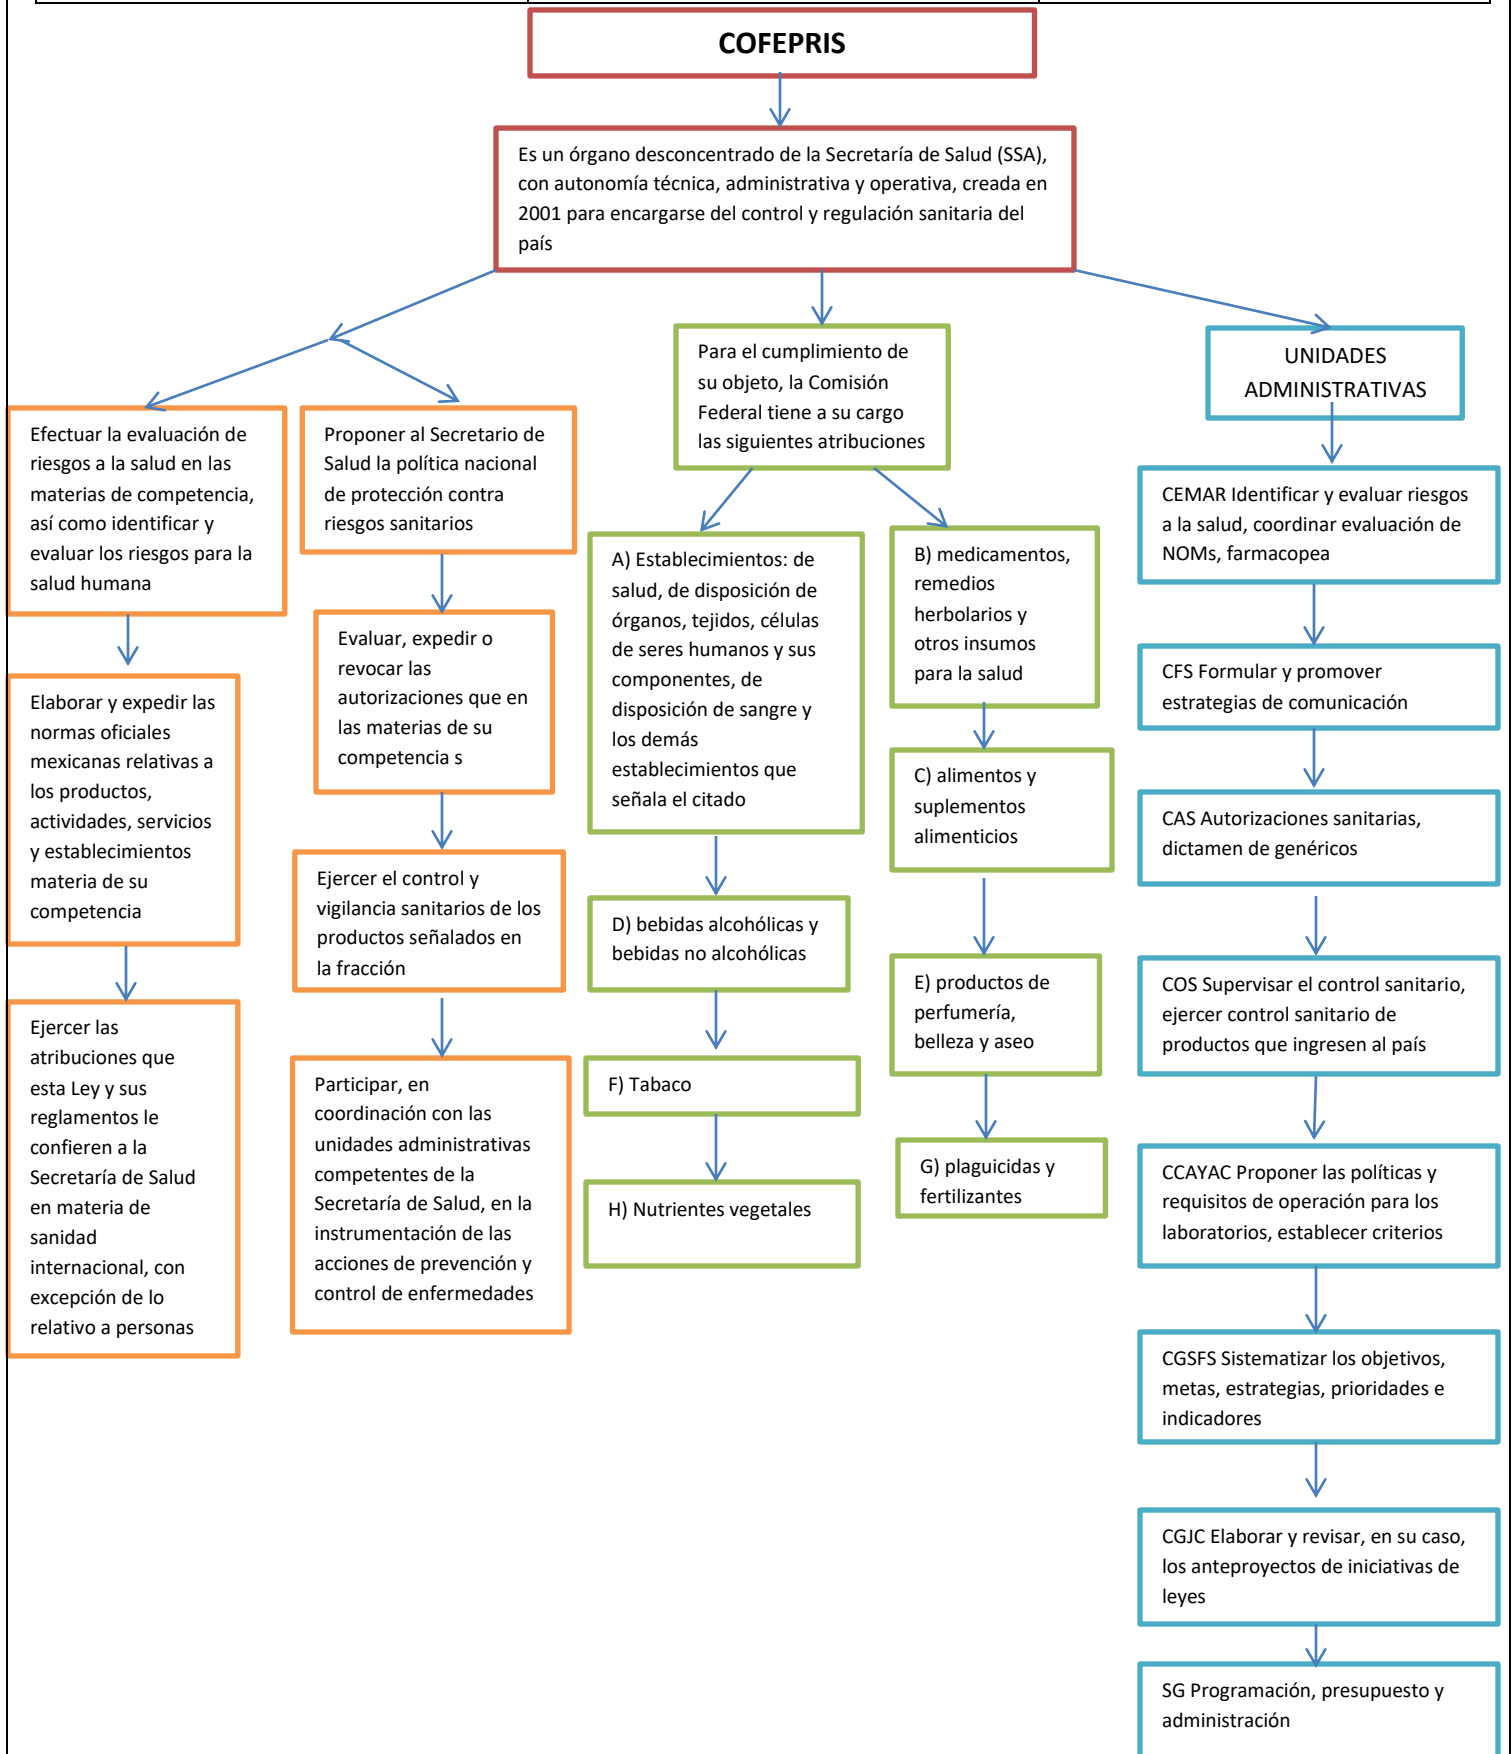 COFEPRIS
Es un órgano desconcentrado de la Secretaría de Salud (SSA),
con autonomía técnica, administrativa y operativa, creada en
2001 para encargarse del control y regulación sanitaria del
país
Efectuar la evaluación de
riesgos a la salud en las
materias de competencia,
así como identificar y
evaluar los riesgos para la
salud humana
Elaborar y expedir las
normas oficiales
mexicanas relativas a
los productos,
actividades, servicios
y establecimientos
materia de su
competencia
Ejercer las
atribuciones que
esta Ley y sus
reglamentos le
confieren a la
Secretaría de Salud
en materia de
sanidad
internacional, con
excepción de lo
relativo a personas
Proponer al Secretario de
Salud la política nacional
de protección contra
riesgos sanitarios
Evaluar, expedir o
revocar las
autorizaciones que en
las materias de su
competencia s
Ejercer el control y
vigilancia sanitarios de los
productos señalados en
la fracción
Participar, en
coordinación con las
unidades administrativas
competentes de la
Secretaría de Salud, en la
instrumentación de las
acciones de prevención y
control de enfermedades
Para el cumplimiento de
su objeto, la Comisión
Federal tiene a su cargo
las siguientes atribuciones
A) Establecimientos: de
salud, de disposición de
órganos, tejidos, células
de seres humanos y sus
componentes, de
disposición de sangre y
los demás
establecimientos que
señala el citado
D) bebidas alcohólicas y
bebidas no alcohólicas
F) Tabaco
H) Nutrientes vegetales
B) medicamentos,
remedios
herbolarios y
otros insumos
para la salud
C) alimentos y
suplementos
alimenticios
E) productos de
perfumería,
belleza y aseo
G) plaguicidas y
fertilizantes
UNIDADES
ADMINISTRATIVAS
CEMAR Identificar y evaluar riesgos
a la salud, coordinar evaluación de
NOMs, farmacopea
CFS Formular y promover
estrategias de comunicación
CAS Autorizaciones sanitarias,
dictamen de genéricos
COS Supervisar el control sanitario,
ejercer control sanitario de
productos que ingresen al país
CCAYAC Proponer las políticas y
requisitos de operación para los
laboratorios, establecer criterios
CGSFS Sistematizar los objetivos,
metas, estrategias, prioridades e
indicadores
CGJC Elaborar y revisar, en su caso,
los anteproyectos de iniciativas de
leyes
SG Programación, presupuesto y
administración